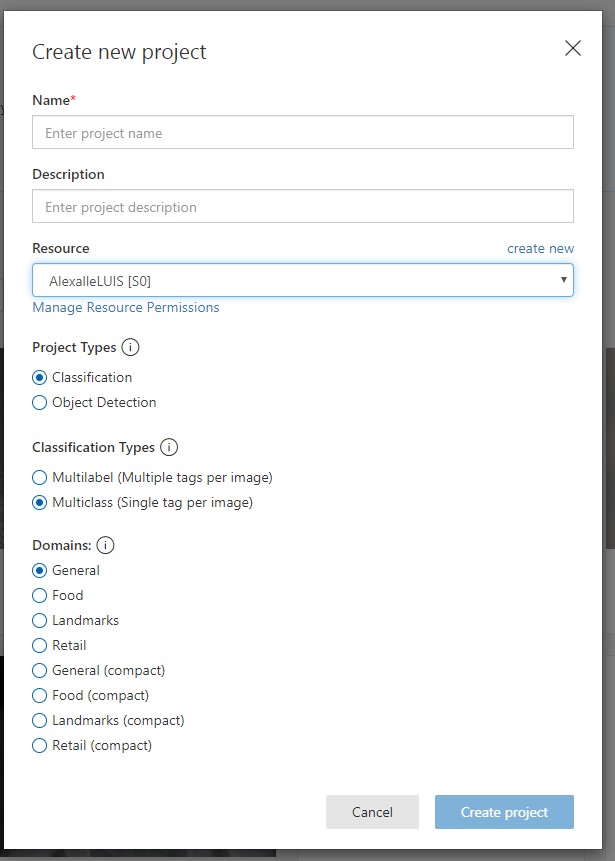 Create new project
Name*
Enter project name
Description
Enter project description
Resource create new
AlexalleLUIS [S0]
Manage Resource Permissions
Project Types i
Classification
Object Detection
Classification Types i
Multilabel (Multiple tags per image)
Multiclass (Single tag per image)
Domains: i
General
Food
Landmarks
Retail
General (compact)
Food (compact)
Landmarks (compact)
Retail (compact)
Cancel Create project